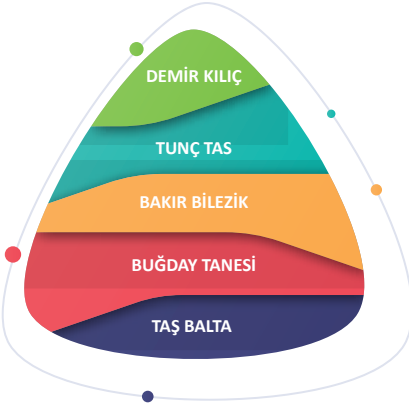 DEMİR KILIÇ
TUNÇ TAS
BAKIR BİLEZİK
BUĞDAY TANESİ
TAŞ BALTA